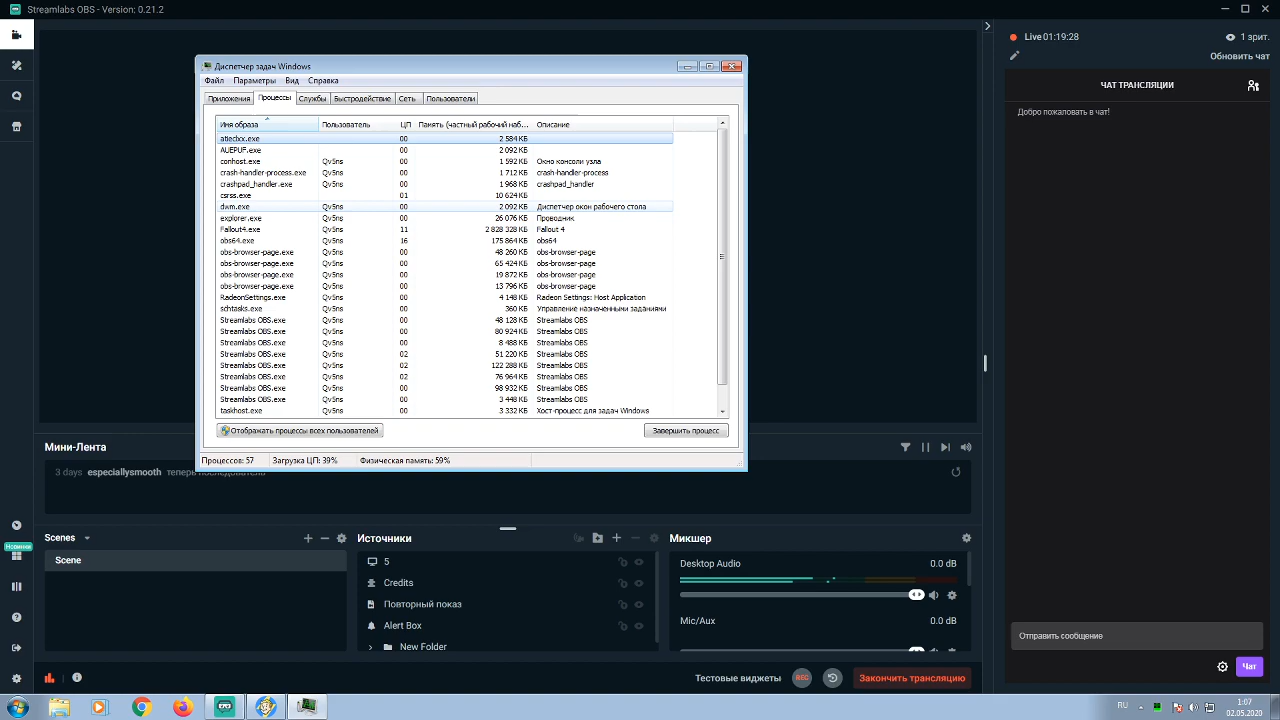 Streamlabs OBS - Version: 0.21.2
Диспетчер задач Windows
Файл Параметры Вид Справка
Приложения Процессы Службы Быстродействие Сеть Пользователи
Имя образа Пользователь ЦП Память (частный рабочий наб... Описание
atiedxx.exe 00 2 584 КБ
AUEPUF.exe 00 2 092 КБ
conhost.exe Qv5ns 00 1 592 КБ Окно консоли узла
crash-handler-process.exe Qv5ns 00 1 712 КБ crash-handler-process
crashpad_handler.exe Qv5ns 00 1 968 КБ crashpad_handler
csrss.exe 01 10 624 КБ
dwm.exe Qv5ns 00 2 092 КБ Диспетчер окон рабочего стола
explorer.exe Qv5ns 00 26 076 КБ Проводник
Fallout4.exe Qv5ns 11 2 828 328 КБ Fallout 4
obs64.exe Qv5ns 16 175 864 КБ obs64
obs-browser-page.exe Qv5ns 00 48 260 КБ obs-browser-page
obs-browser-page.exe Qv5ns 00 65 424 КБ obs-browser-page
obs-browser-page.exe Qv5ns 00 19 872 КБ obs-browser-page
obs-browser-page.exe Qv5ns 00 13 796 КБ obs-browser-page
RadeonSettings.exe Qv5ns 00 4 148 КБ Radeon Settings: Host Application
schtasks.exe Qv5ns 00 360 КБ Управление назначенными заданиями
Streamlabs OBS.exe Qv5ns 00 48 128 КБ Streamlabs OBS
Streamlabs OBS.exe Qv5ns 00 80 924 КБ Streamlabs OBS
Streamlabs OBS.exe Qv5ns 00 8 488 КБ Streamlabs OBS
Streamlabs OBS.exe Qv5ns 02 51 220 КБ Streamlabs OBS
Streamlabs OBS.exe Qv5ns 02 122 288 КБ Streamlabs OBS
Streamlabs OBS.exe Qv5ns 02 76 964 КБ Streamlabs OBS
Streamlabs OBS.exe Qv5ns 00 98 932 КБ Streamlabs OBS
Streamlabs OBS.exe Qv5ns 00 3 448 КБ Streamlabs OBS
taskhost.exe Qv5ns 00 3 332 КБ Хост-процесс для задач Windows
Отображать процессы всех пользователей Завершить процесс
Процессов: 57 Загрузка ЦП: 39% Физическая память: 59%
Мини-Лента
3 days especiallysmooth теперь последователь
Новинки
Scenes
Scene
Источники
5
Credits
Повторный показ
Alert Box
New Folder
Микшер
Desktop Audio 0.0 dB
Mic/Aux 0.0 dB
Тестовые виджеты REC Закончить трансляцию
Live 01:19:28 1 зрит.
Обновить чат
ЧАТ ТРАНСЛЯЦИИ
Добро пожаловать в чат!
Отправить сообщение
Чат
RU 1:07
02.05.2020